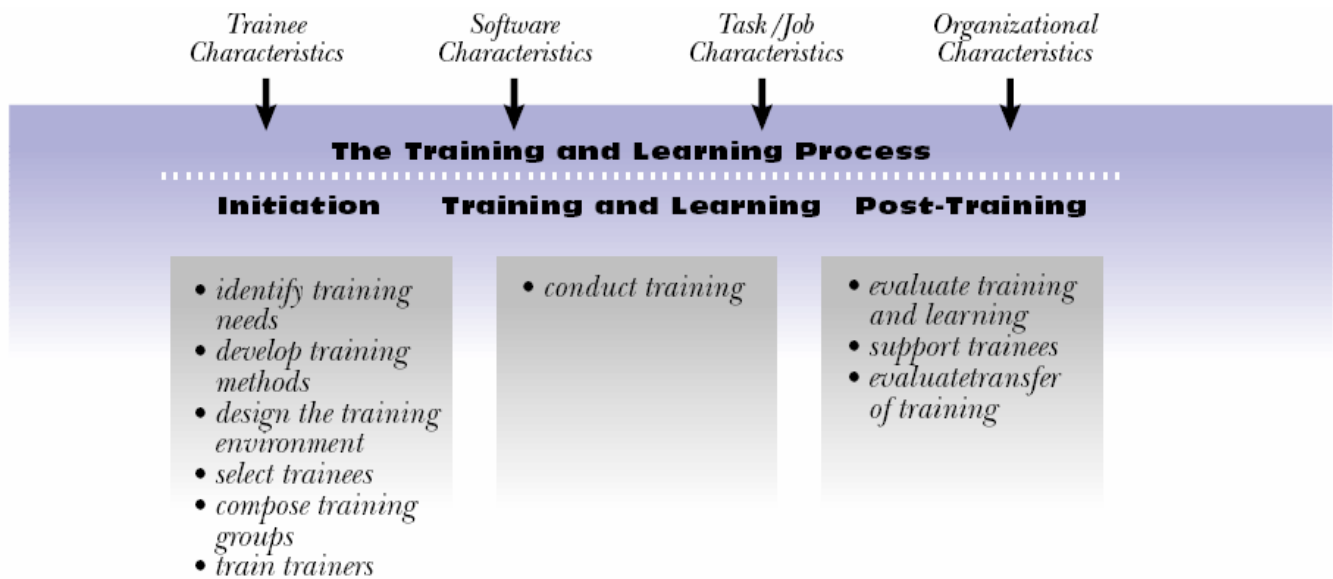 Trainee
Characteristics
Software
Characteristics
Task/Job
Characteristics
Organizational
Characteristics
The Training and Learning Process
Initiation
Training and Learning
Post-Training
• identify training
needs
• develop training
methods
• design the training
environment
• select trainees
• compose training
groups
• train trainers
• conduct training
• evaluate training
and learning
• support trainees
• evaluatetransfer
of training